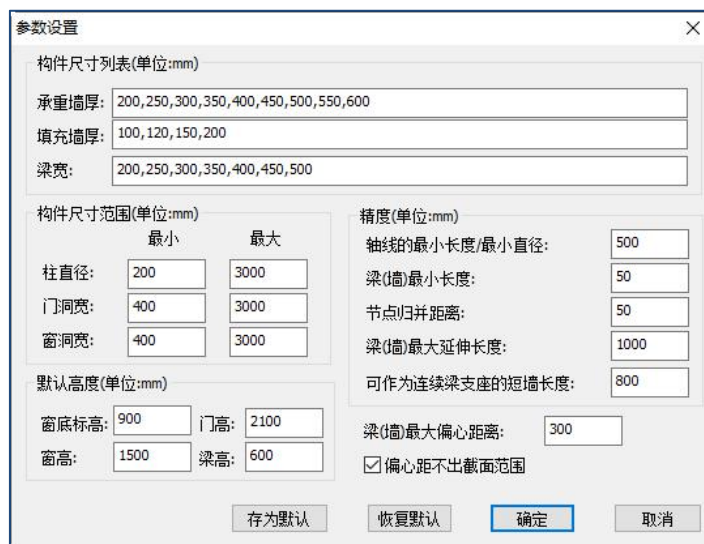 参数设置
构件尺寸列表(单位:mm)
承重墙厚: 200,250,300,350,400,450,500,550,600
填充墙厚: 100,120,150,200
梁宽: 200,250,300,350,400,450,500
构件尺寸范围(单位:mm)
最小 最大
柱直径: 200 3000
门洞宽: 400 3000
窗洞宽: 400 3000
默认高度(单位:mm)
窗底标高: 900 门高: 2100
窗高: 1500 梁高: 600
精度(单位:mm)
轴线的最小长度/最小直径: 500
梁(墙)最小长度: 50
节点归并距离: 50
梁(墙)最大延伸长度: 1000
可作为连续梁支座的短墙长度: 800
梁(墙)最大偏心距离: 300
偏心距不出截面范围
存为默认 恢复默认 确定 取消